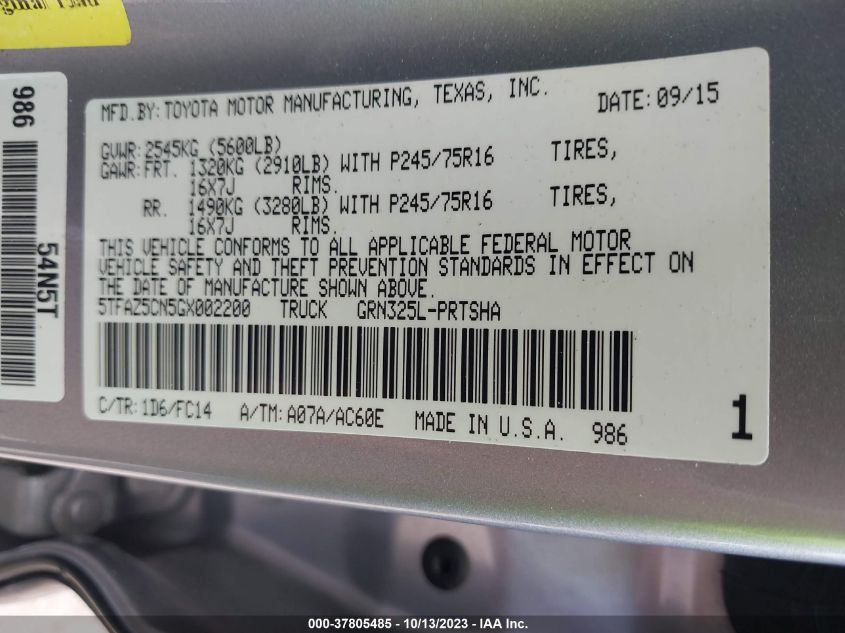 986
54N5T
MFD.BY:TOYOTA MOTOR MANUFACTURING, TEXAS, INC. DATE:09/15
GVWR:2545KG (5600LB)
GAWR:FRT. 1320KG (2910LB) WITH P245/75R16 TIRES,
16X7J RIMS.
RR. 1490KG (3280LB) WITH P245/75R16 TIRES,
16X7J RIMS.
THIS VEHICLE CONFORMS TO ALL APPLICABLE FEDERAL MOTOR
VEHICLE SAFETY AND THEFT PREVENTION STANDARDS IN EFFECT ON
THE DATE OF MANUFACTURE SHOWN ABOVE.
5TFAZ5CN5GX002200 TRUCK GRN325L-PRTSHA
C/TR:1D6/FC14 A/TM:A07A/AC60E MADE IN U.S.A. 986
1
000-37805485 - 10/13/2023 - IAA Inc.